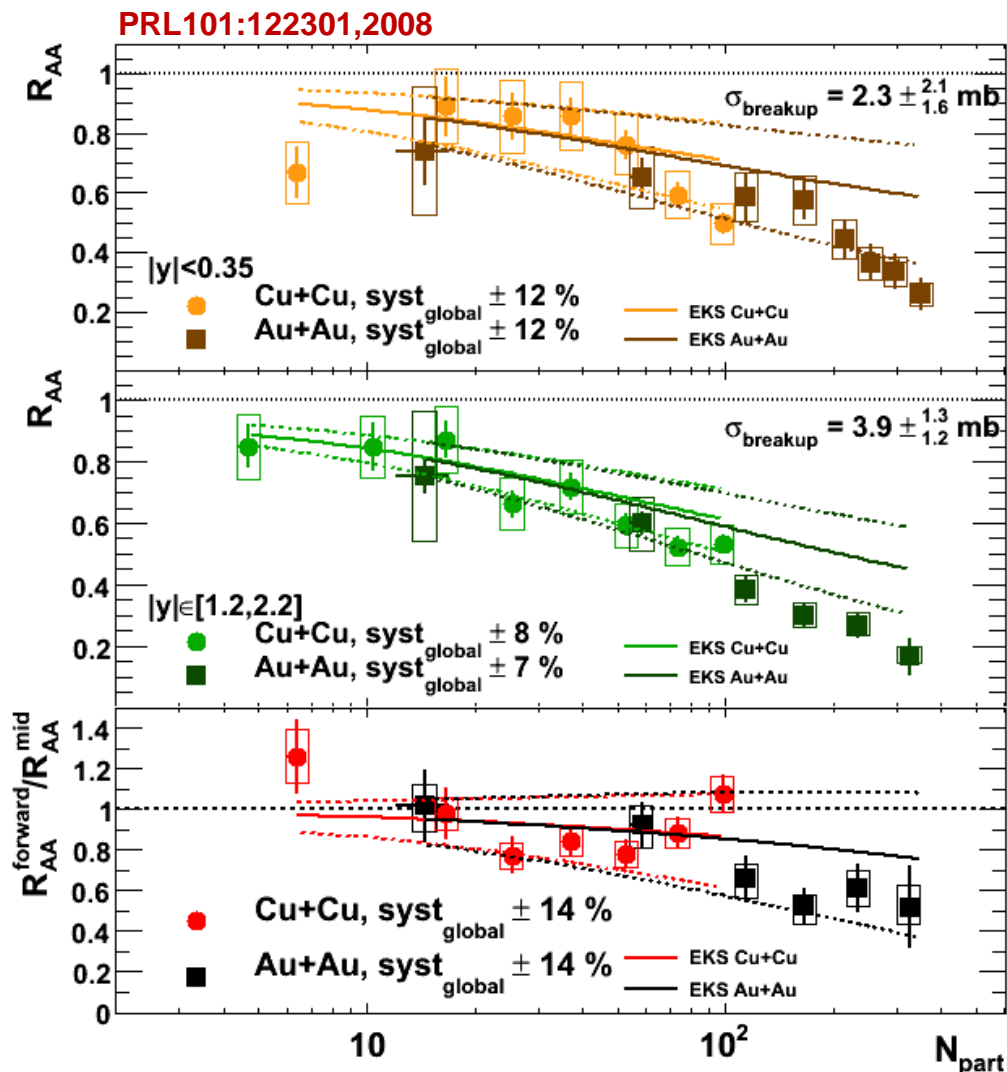 PRL101:122301,2008
R_AA
1
0.8
0.6
0.4
0.2
σ_breakup = 2.3 ± ^2.1_1.6 mb
|y|<0.35
Cu+Cu, syst_global ± 12 %
Au+Au, syst_global ± 12 %
EKS Cu+Cu
EKS Au+Au
R_AA
1
0.8
0.6
0.4
0.2
σ_breakup = 3.9 ± ^1.3_1.2 mb
|y|∈[1.2,2.2]
Cu+Cu, syst_global ± 8 %
Au+Au, syst_global ± 7 %
EKS Cu+Cu
EKS Au+Au
R_AA^forward/R_AA^mid
1.4
1.2
1
0.8
0.6
0.4
0.2
0
Cu+Cu, syst_global ± 14 %
Au+Au, syst_global ± 14 %
EKS Cu+Cu
EKS Au+Au
10
10^2
N_part